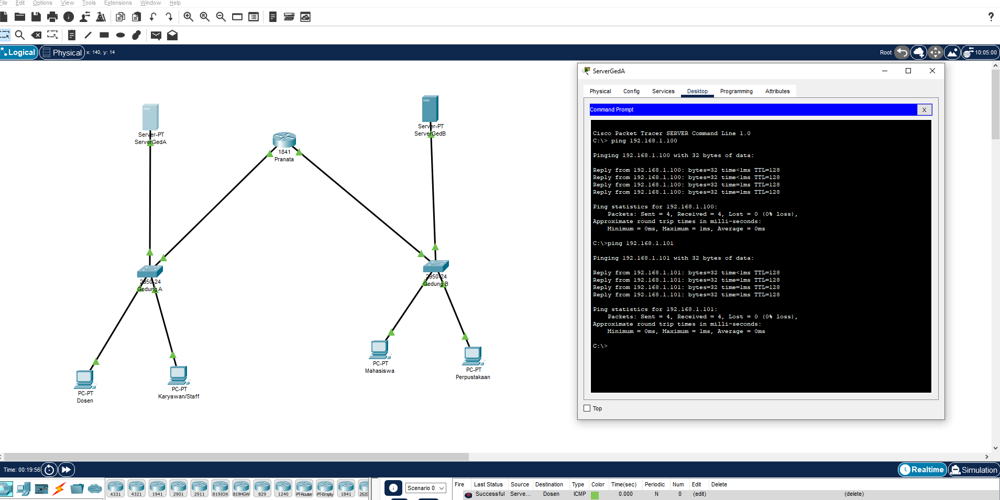 File Edit Options View Tools Extensions Window Help
?
Logical Physical x: 140, y: 14 Root 10:05:00
Server-PT
ServerGedA
1841
Pranata
Server-PT
ServerGedB
2950-24
Gedung A
2950-24
Gedung B
PC-PT
Dosen
PC-PT
Karyawan/Staff
PC-PT
Mahasiswa
PC-PT
Perpustakaan
ServerGedA
Physical Config Services Desktop Programming Attributes
Command Prompt X
Cisco Packet Tracer SERVER Command Line 1.0
C:\> ping 192.168.1.100
Pinging 192.168.1.100 with 32 bytes of data:
Reply from 192.168.1.100: bytes=32 time<1ms TTL=128
Reply from 192.168.1.100: bytes=32 time<1ms TTL=128
Reply from 192.168.1.100: bytes=32 time=1ms TTL=128
Reply from 192.168.1.100: bytes=32 time=1ms TTL=128
Ping statistics for 192.168.1.100:
Packets: Sent = 4, Received = 4, Lost = 0 (0% loss),
Approximate round trip times in milli-seconds:
Minimum = 0ms, Maximum = 1ms, Average = 0ms
C:\>ping 192.168.1.101
Pinging 192.168.1.101 with 32 bytes of data:
Reply from 192.168.1.101: bytes=32 time<1ms TTL=128
Reply from 192.168.1.101: bytes=32 time=1ms TTL=128
Reply from 192.168.1.101: bytes=32 time=1ms TTL=128
Reply from 192.168.1.101: bytes=32 time=1ms TTL=128
Ping statistics for 192.168.1.101:
Packets: Sent = 4, Received = 4, Lost = 0 (0% loss),
Approximate round trip times in milli-seconds:
Minimum = 0ms, Maximum = 1ms, Average = 0ms
C:\>
Top
Time: 00:19:56 Realtime Simulation
4331 4321 1941 2901 2911 819IOX 819HGW 829 1240 PT-Router PT-Empty 1841 2620
Scenario 0
Fire Last Status Source Destination Type Color Time(sec) Periodic Num Edit Delete
Successful Serve... Dosen ICMP 0.000 N 0 (edit) (delete)